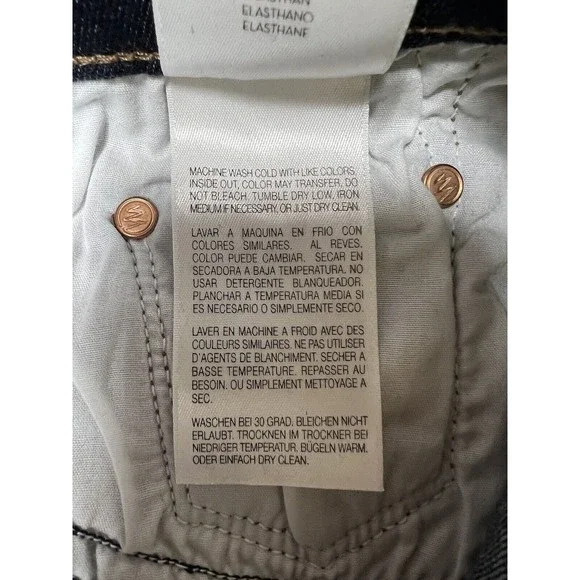 ELASTHANO
ELASTHANE
MACHINE WASH COLD WITH LIKE COLORS,
INSIDE OUT, COLOR MAY TRANSFER, DO
NOT BLEACH. TUMBLE DRY LOW, IRON
MEDIUM IF NECESSARY, OR JUST DRY CLEAN.
LAVAR A MAQUINA EN FRIO CON
COLORES SIMILARES. AL REVES.
COLOR PUEDE CAMBIAR. SECAR EN
SECADORA A BAJA TEMPERATURA. NO
USAR DETERGENTE BLANQUEADOR.
PLANCHAR A TEMPERATURA MEDIA SI
ES NECESARIO O SIMPLEMENTE SECO.
LAVER EN MACHINE A FROID AVEC DES
COULEURS SIMILAIRES. NE PAS UTILISER
D'AGENTS DE BLANCHIMENT. SECHER A
BASSE TEMPERATURE. REPASSER AU
BESOIN. OU SIMPLEMENT METTOYAGE A
SEC.
WASCHEN BEI 30 GRAD. BLEICHEN NICHT
ERLAUBT. TROCKNEN IM TROCKNER BEI
NIEDRIGER TEMPERATUR. BÜGELN WARM.
ODER EINFACH DRY CLEAN.